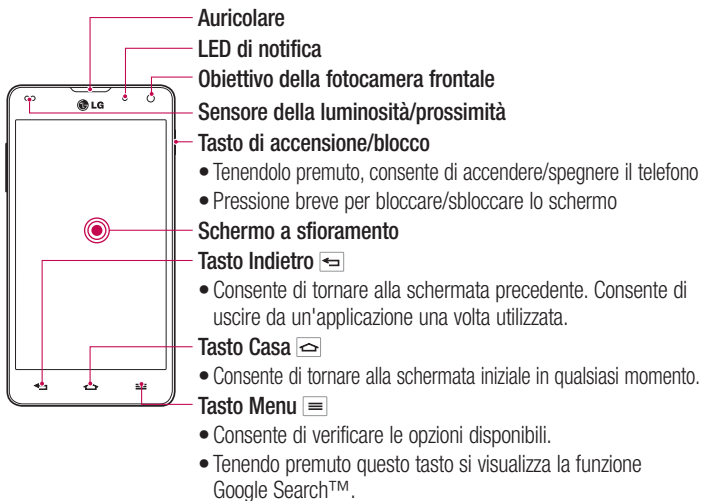 Auricolare
LED di notifica
Obiettivo della fotocamera frontale
LG
Sensore della luminosità/prossimità
Tasto di accensione/blocco
• Tenendolo premuto, consente di accendere/spegnere il telefono
• Pressione breve per bloccare/sbloccare lo schermo
Schermo a sfioramento
Tasto Indietro
• Consente di tornare alla schermata precedente. Consente di
uscire da un'applicazione una volta utilizzata.
Tasto Casa
• Consente di tornare alla schermata iniziale in qualsiasi momento.
Tasto Menu
• Consente di verificare le opzioni disponibili.
• Tenendo premuto questo tasto si visualizza la funzione
Google Search™.